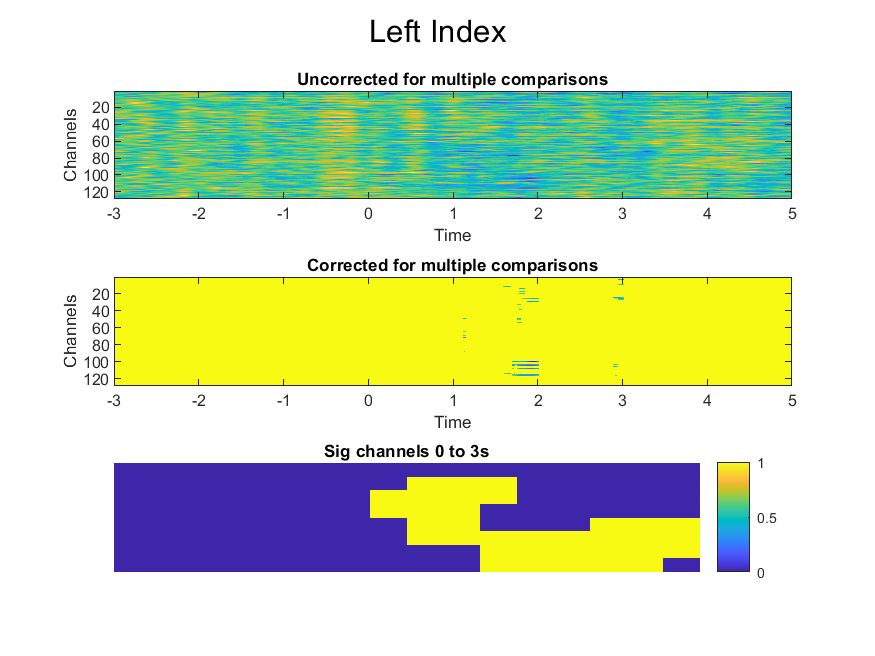 Left Index
Uncorrected for multiple comparisons
Channels
20
40
60
80
100
120
-3 -2 -1 0 1 2 3 4 5
Time
Corrected for multiple comparisons
Channels
20
40
60
80
100
120
-3 -2 -1 0 1 2 3 4 5
Time
Sig channels 0 to 3s
1
0.5
0